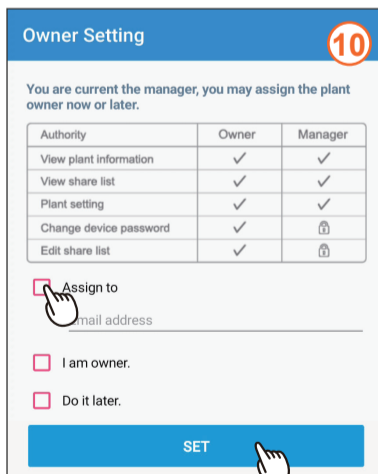 Owner Setting
10
You are current the manager, you may assign the plant
owner now or later.
Authority Owner Manager
View plant information ✓ ✓
View share list ✓ ✓
Plant setting ✓ ✓
Change device password ✓
Edit share list ✓
Assign to
mail address
I am owner.
Do it later.
SET